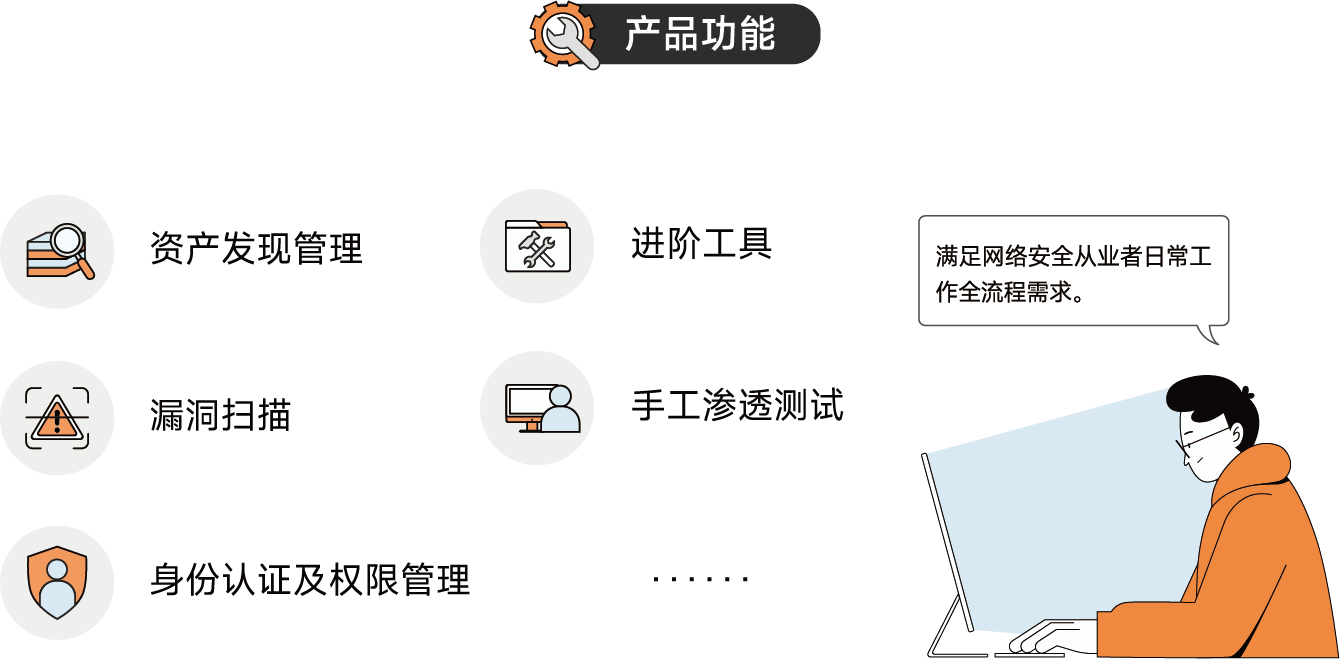 产品功能
资产发现管理
进阶工具
满足网络安全从业者日常工
作全流程需求。
漏洞扫描
手工渗透测试
身份认证及权限管理
······